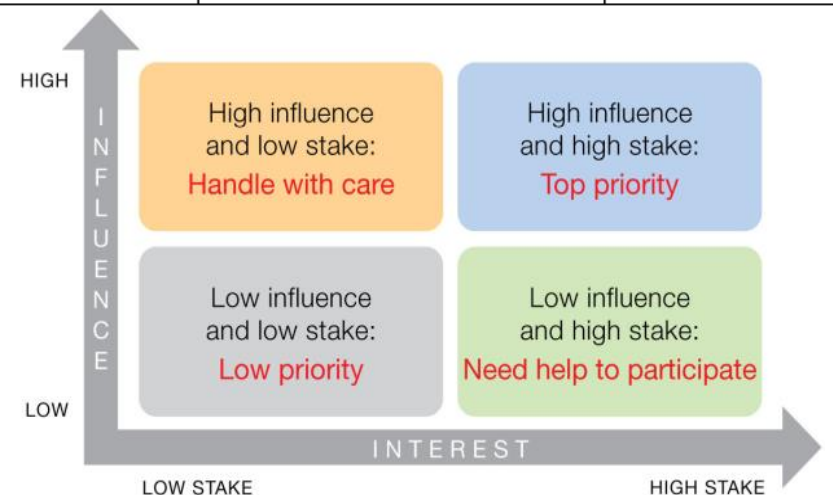 HIGH
INFLUENCE
High influence
and low stake:
Handle with care
High influence
and high stake:
Top priority
Low influence
and low stake:
Low priority
Low influence
and high stake:
Need help to participate
LOW
INTEREST
LOW STAKE
HIGH STAKE